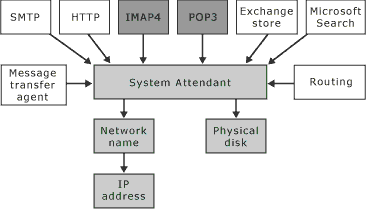 SMTP
HTTP
IMAP4
POP3
Exchange
store
Microsoft
Search
Message
transfer
agent
System Attendant
Routing
Network
name
Physical
disk
IP
address